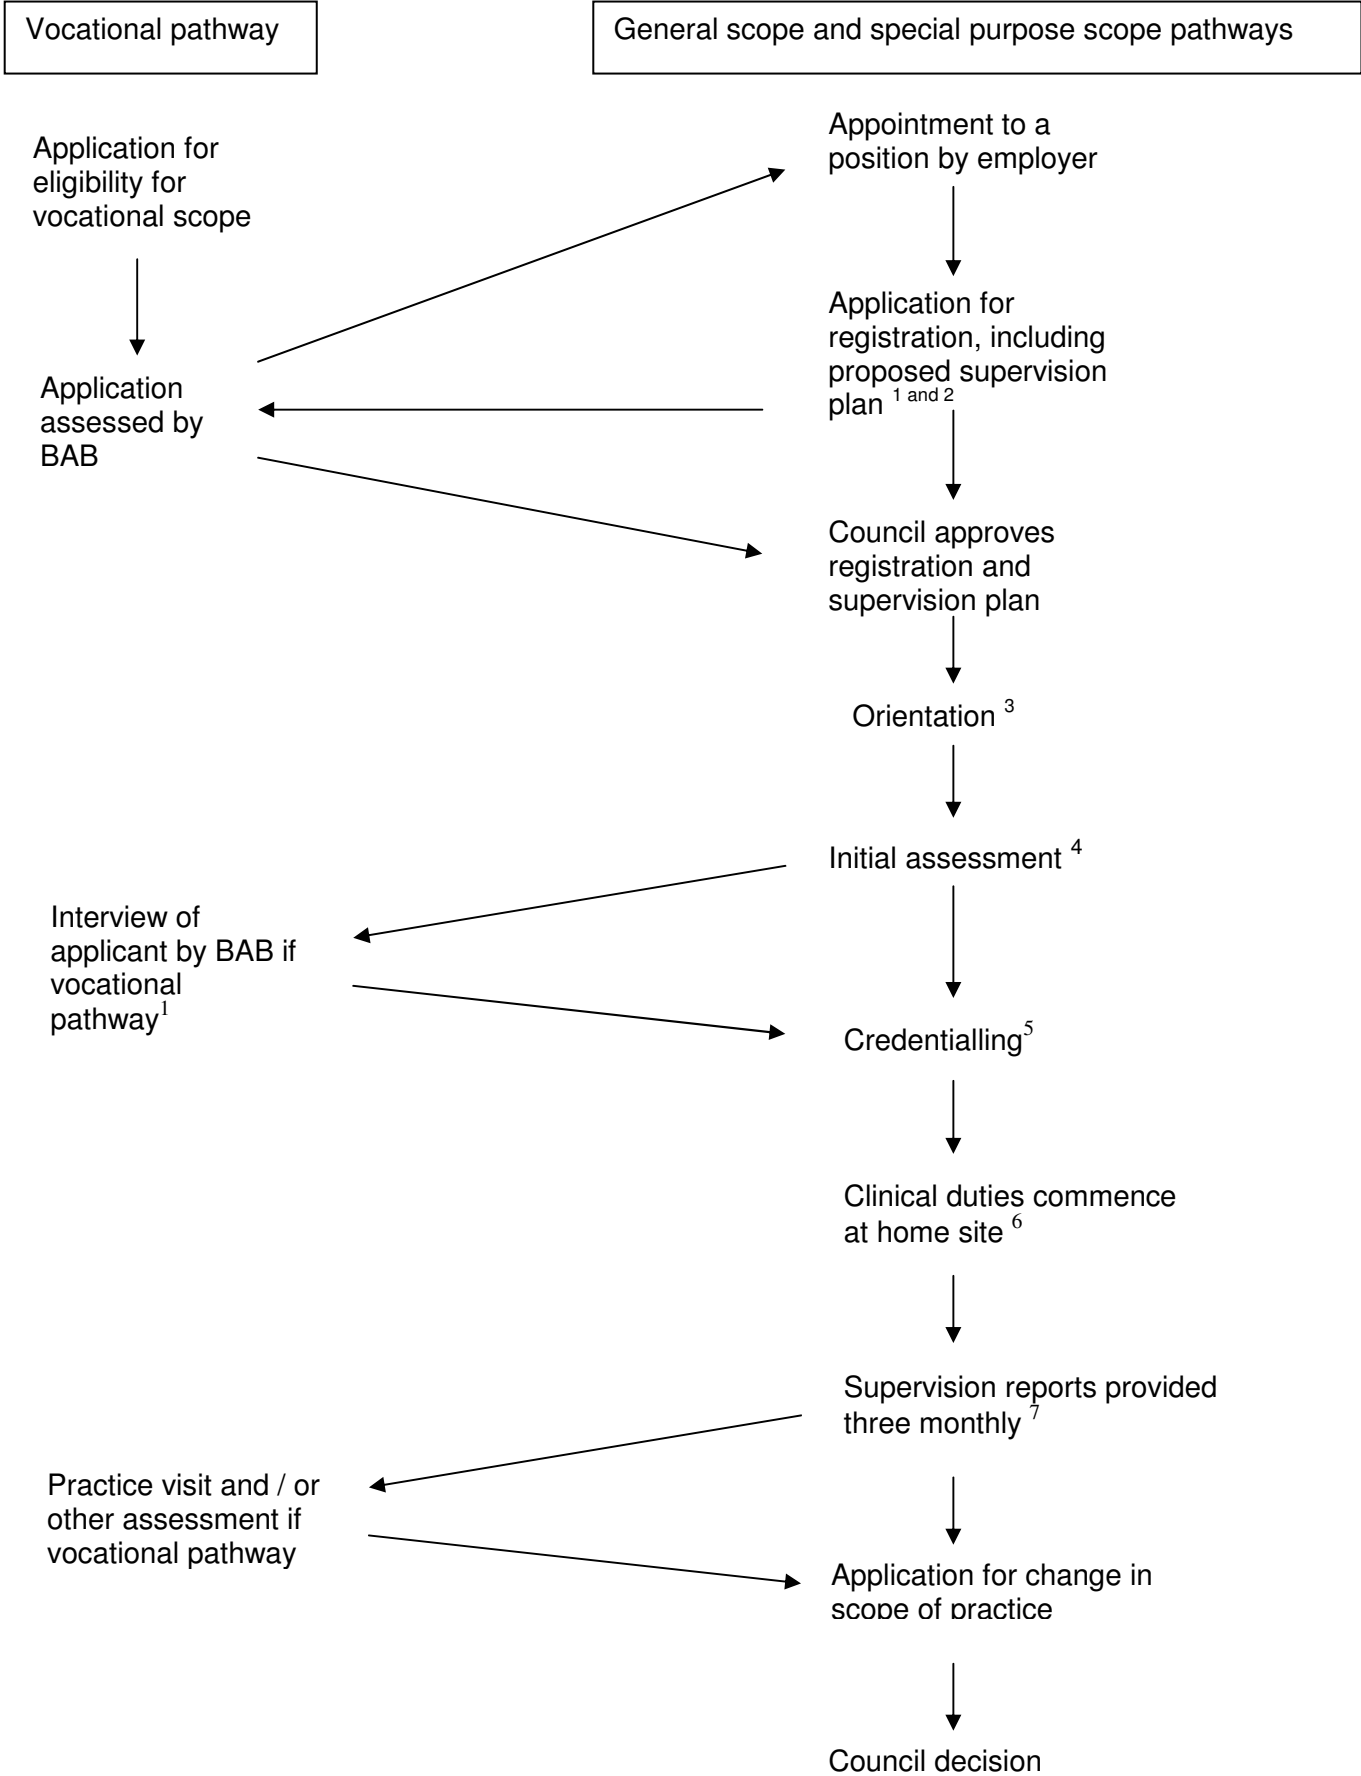 Vocational pathway
General scope and special purpose scope pathways
Application for
eligibility for
vocational scope
Appointment to a
position by employer
Application
assessed by
BAB
Application for
registration, including
proposed supervision
plan 1 and 2
Council approves
registration and
supervision plan
Orientation 3
Initial assessment 4
Interview of
applicant by BAB if
vocational
pathway1
Credentialling5
Clinical duties commence
at home site 6
Supervision reports provided
three monthly 7
Practice visit and / or
other assessment if
vocational pathway
Application for change in
scope of practice
Council decision